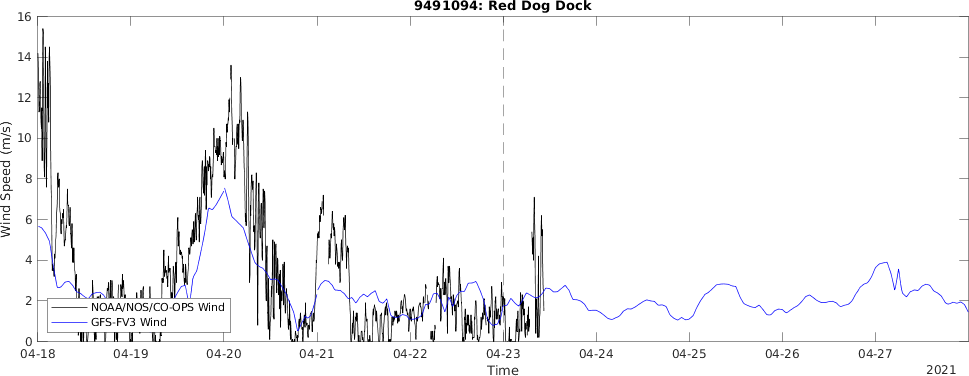 9491094: Red Dog Dock
Wind Speed (m/s)
16
14
12
10
8
6
4
2
0
NOAA/NOS/CO-OPS Wind
GFS-FV3 Wind
04-18 04-19 04-20 04-21 04-22 04-23 04-24 04-25 04-26 04-27
Time
2021